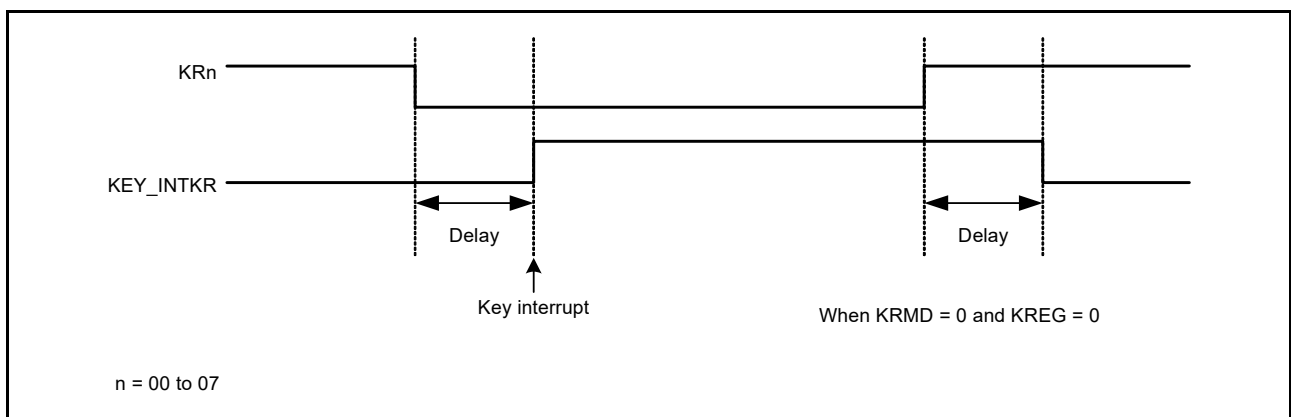 KRn
KEY_INTKR
Delay
Delay
Key interrupt
When KRMD = 0 and KREG = 0
n = 00 to 07